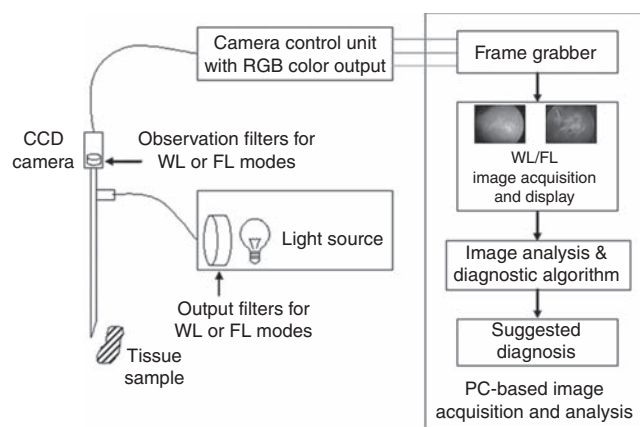 Camera control unit
with RGB color output
Frame grabber
CCD
camera
Observation filters for
WL or FL modes
WL/FL
image acquisition
and display
Light source
Image analysis &
diagnostic algorithm
Output filters for
WL or FL modes
Suggested
diagnosis
Tissue
sample
PC-based image
acquisition and analysis